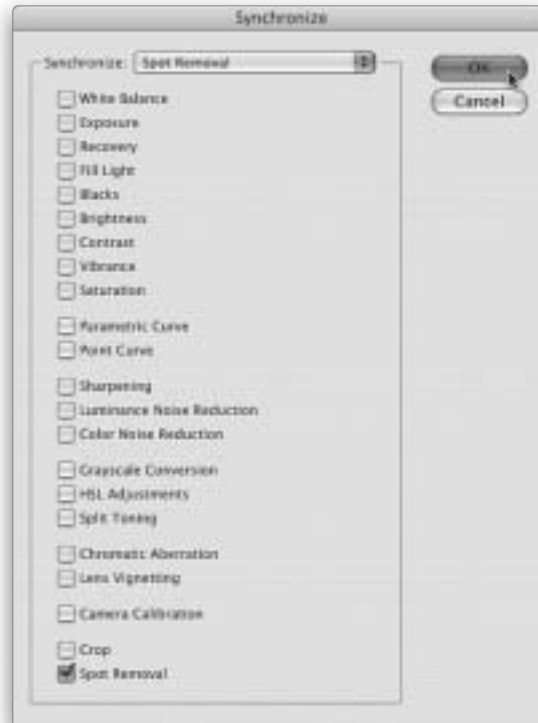 Synchronize
Synchronize: Spot Removal
OK
Cancel
White Balance
Exposure
Recovery
Fill Light
Blacks
Brightness
Contrast
Vibrance
Saturation
Parametric Curve
Point Curve
Sharpening
Luminance Noise Reduction
Color Noise Reduction
Grayscale Conversion
HSL Adjustments
Split Toning
Chromatic Aberration
Lens Vignetting
Camera Calibration
Crop
Spot Removal